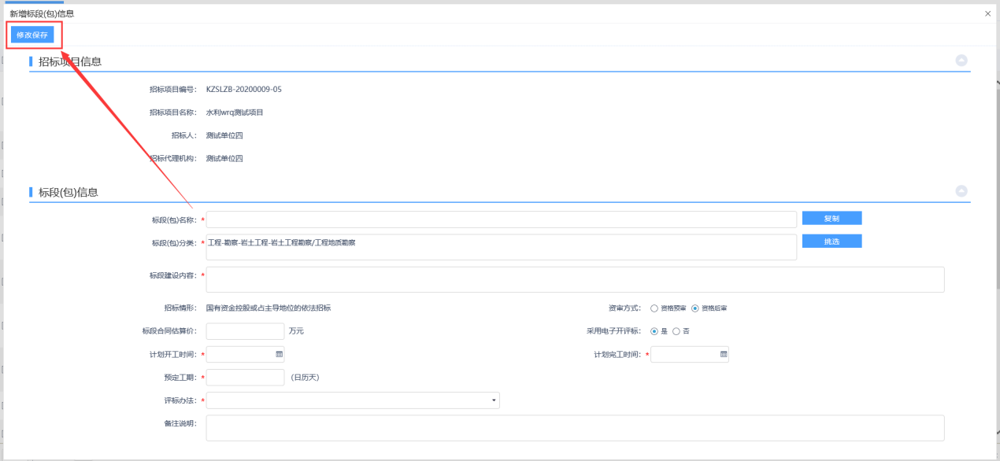 新增标段(包)信息
修改保存
招标项目信息
招标项目编号： KZSLZB-20200009-05
招标项目名称： 水利wrq测试项目
招标人： 测试单位四
招标代理机构： 测试单位四
标段(包)信息
标段(包)名称：* 复制
标段(包)分类：* 工程-勘察-岩土工程-岩土工程勘察/工程地质勘察 挑选
标段建设内容：*
招标情形： 国有资金控股或占主导地位的依法招标 资审方式： 资格预审 资格后审
标段合同估算价： 万元 采用电子开评标： 是 否
计划开工时间：* 计划完工时间：*
预定工期：* (日历天)
评标办法：*
备注说明：